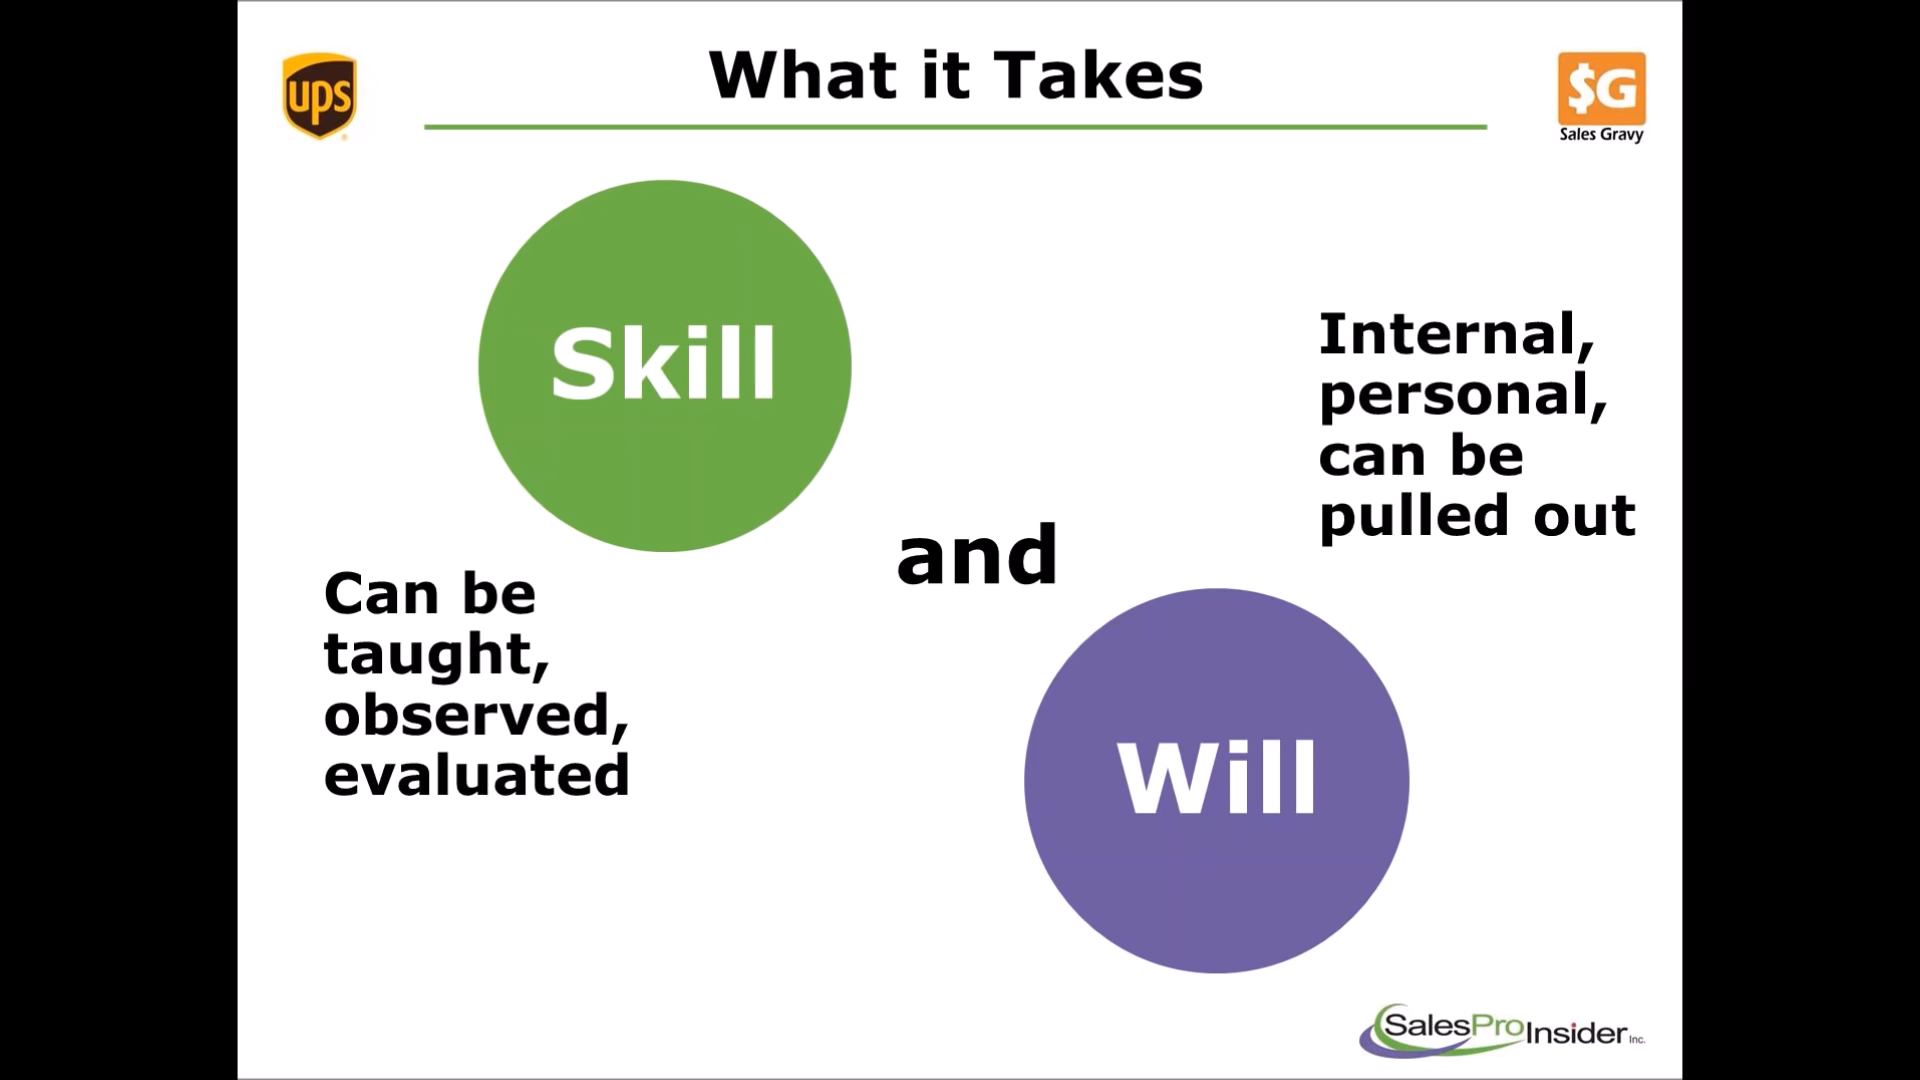 What it Takes
ups
$G
Sales Gravy
Skill
Can be
taught,
observed,
evaluated
and
Internal,
personal,
can be
pulled out
Will
SalesProInsider Inc.